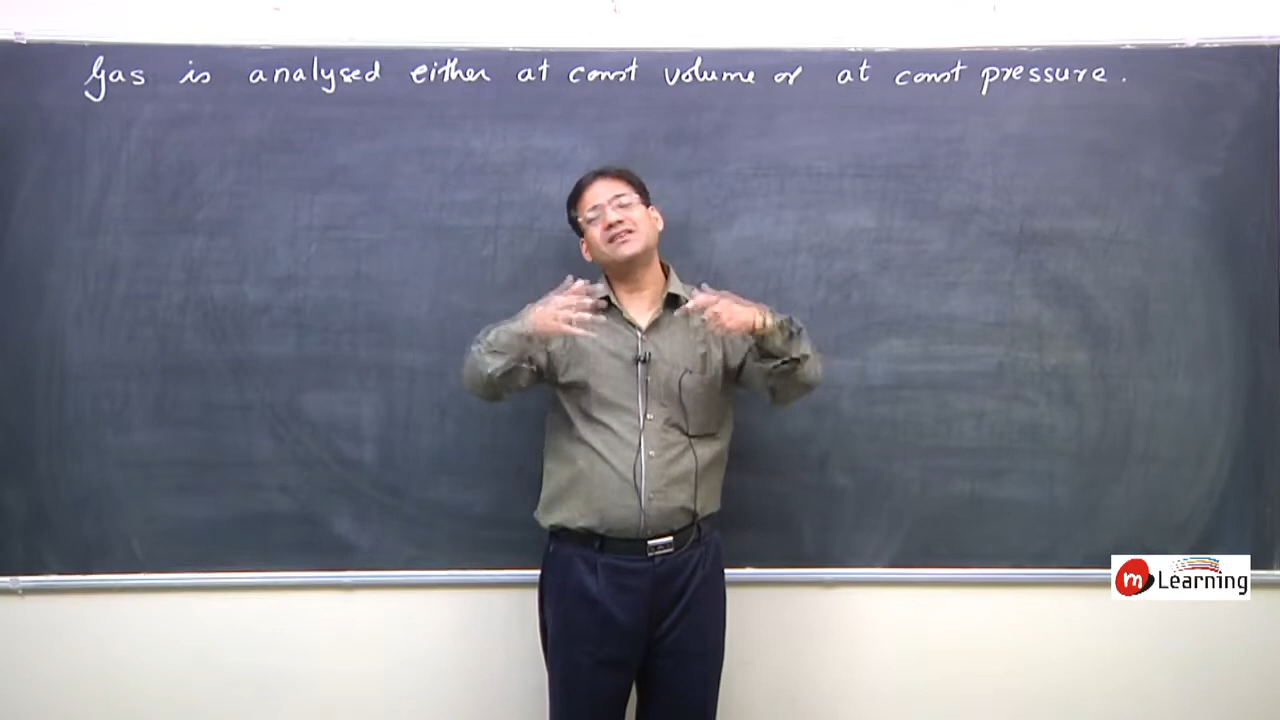 Gas is analysed either at const volume or at const pressure.
m Learning